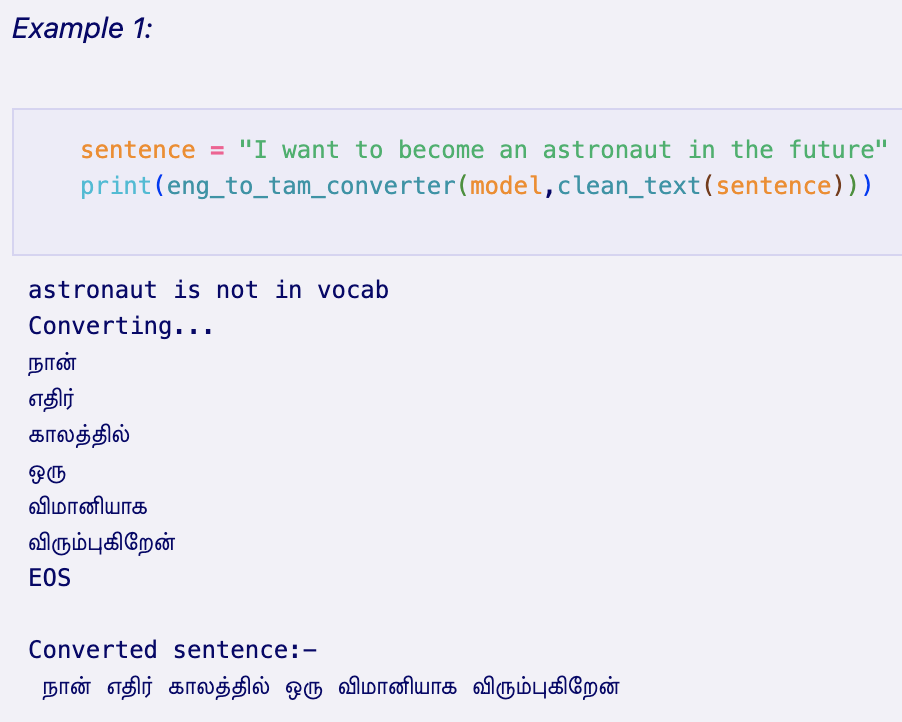 Example 1:
sentence = "I want to become an astronaut in the future"
print(eng_to_tam_converter(model,clean_text(sentence)))
astronaut is not in vocab
Converting...
நான்
எதிர்
காலத்தில்
ஒரு
விமானியாக
விரும்புகிறேன்
EOS
Converted sentence:-
நான் எதிர் காலத்தில் ஒரு விமானியாக விரும்புகிறேன்